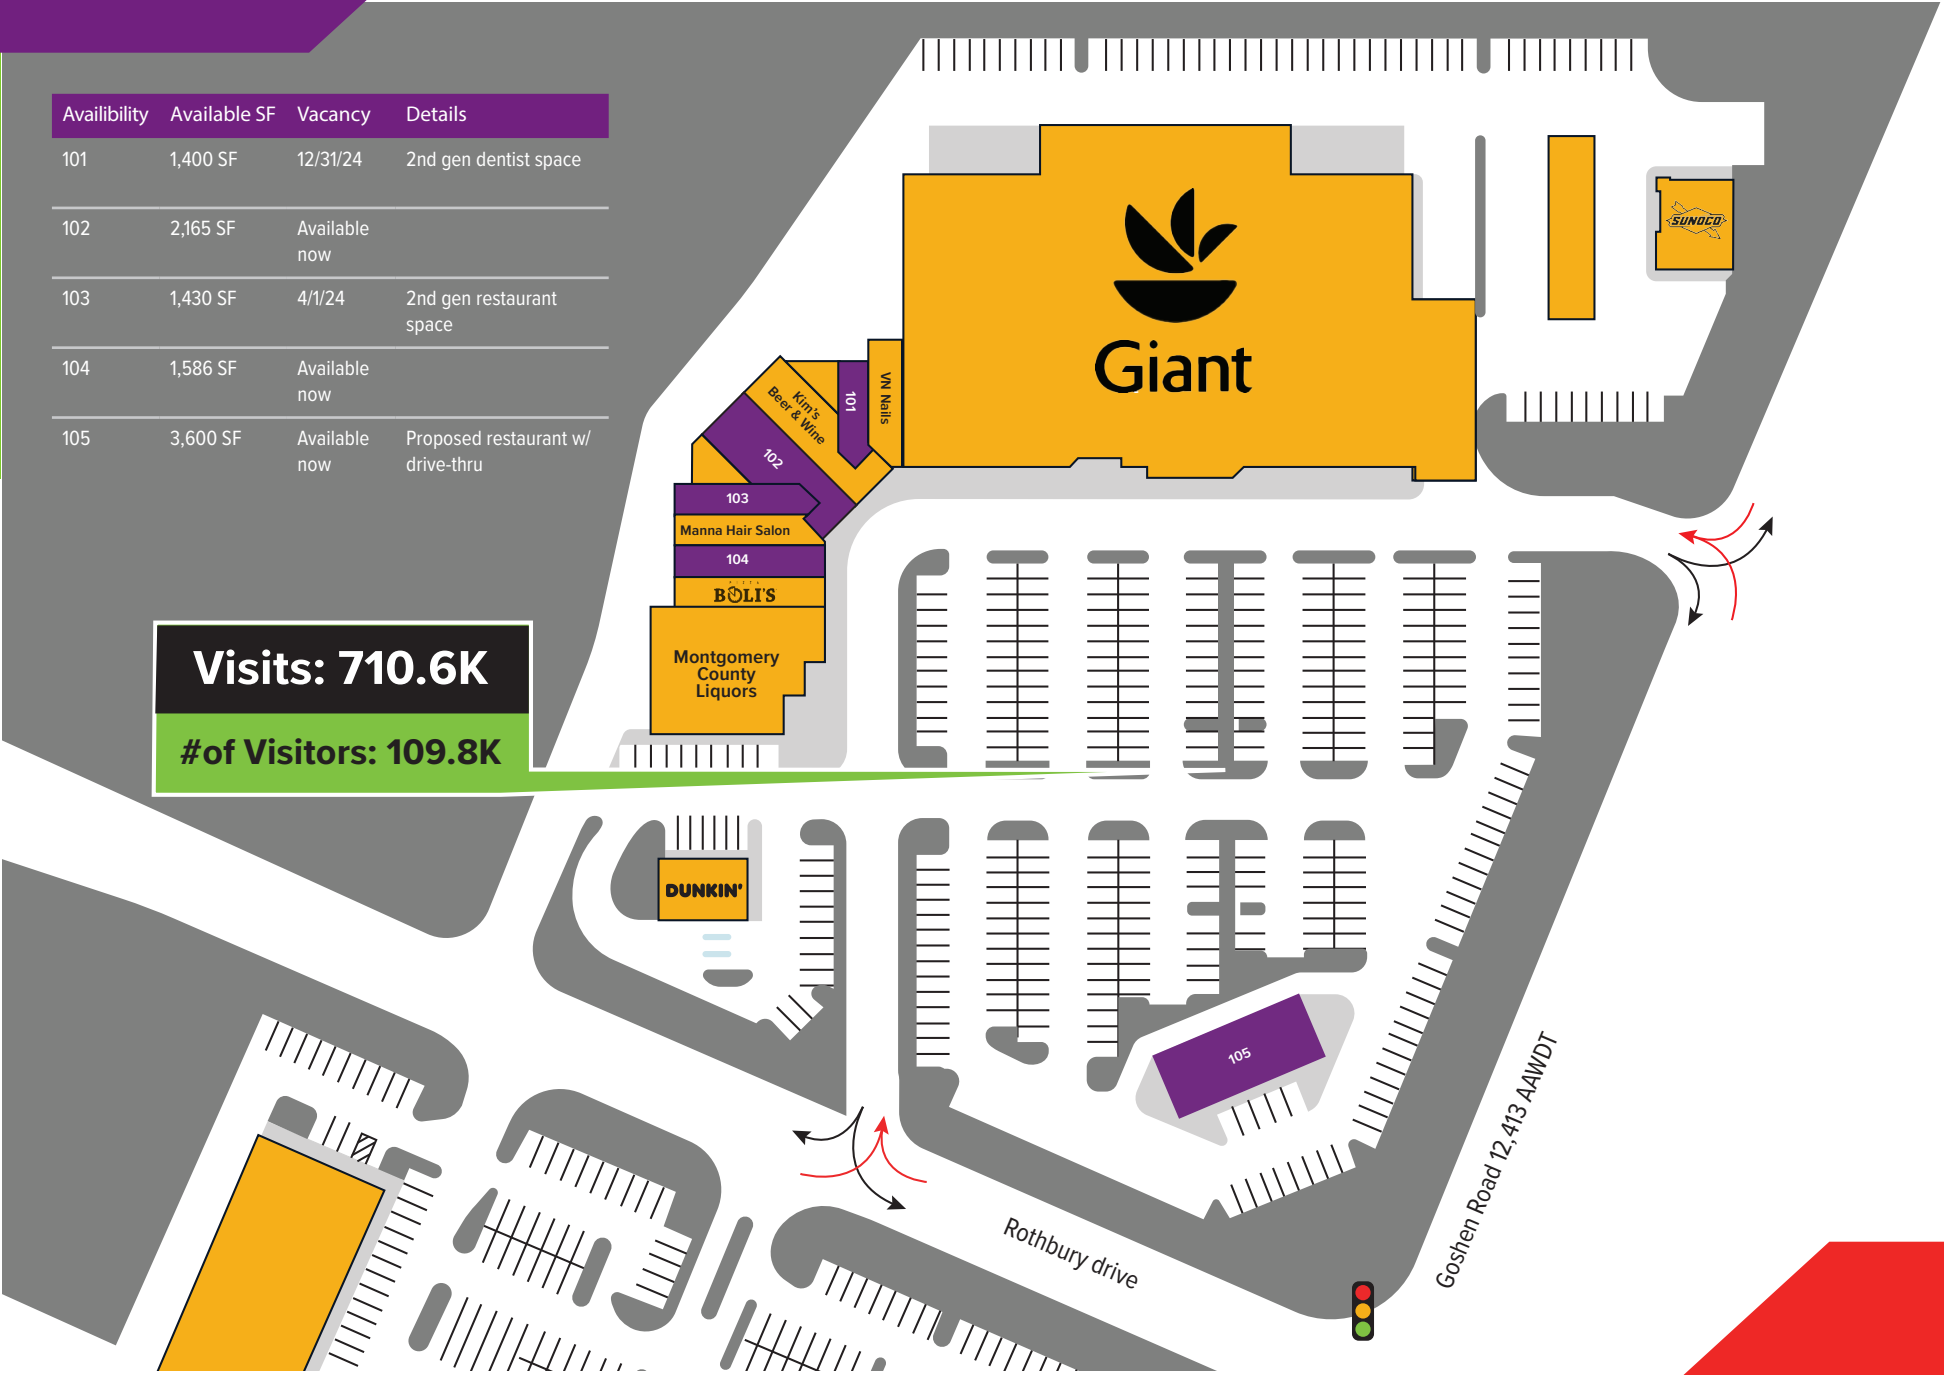 Availibility Available SF Vacancy Details
101 1,400 SF 12/31/24 2nd gen dentist space
102 2,165 SF Available
now
103 1,430 SF 4/1/24 2nd gen restaurant
space
104 1,586 SF Available
now
105 3,600 SF Available Proposed restaurant w/
now drive-thru
SUNOCO
Giant
VN Nails
101
Kim's
Beer & Wine
102
103
Manna Hair Salon
104
PIZZA
BOLI'S
Montgomery
County
Liquors
Visits: 710.6K
#of Visitors: 109.8K
DUNKIN'
105
Goshen Road 12,413 AAWDT
Rothbury drive